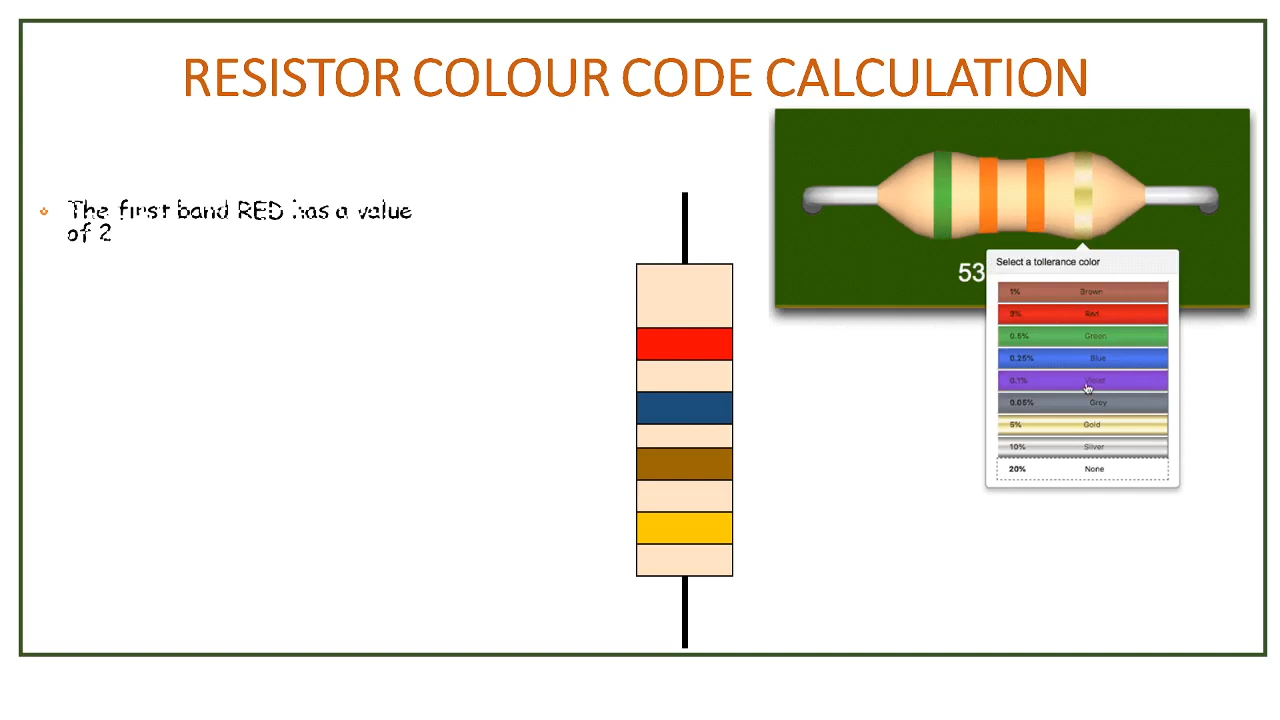 RESISTOR COLOUR CODE CALCULATION
The first band RED has a value
of 2
53
Select a tollerance color
1% Brown
2% Red
0.5% Green
0.25% Blue
0.1% Violet
0.05% Grey
5% Gold
10% Silver
20% None